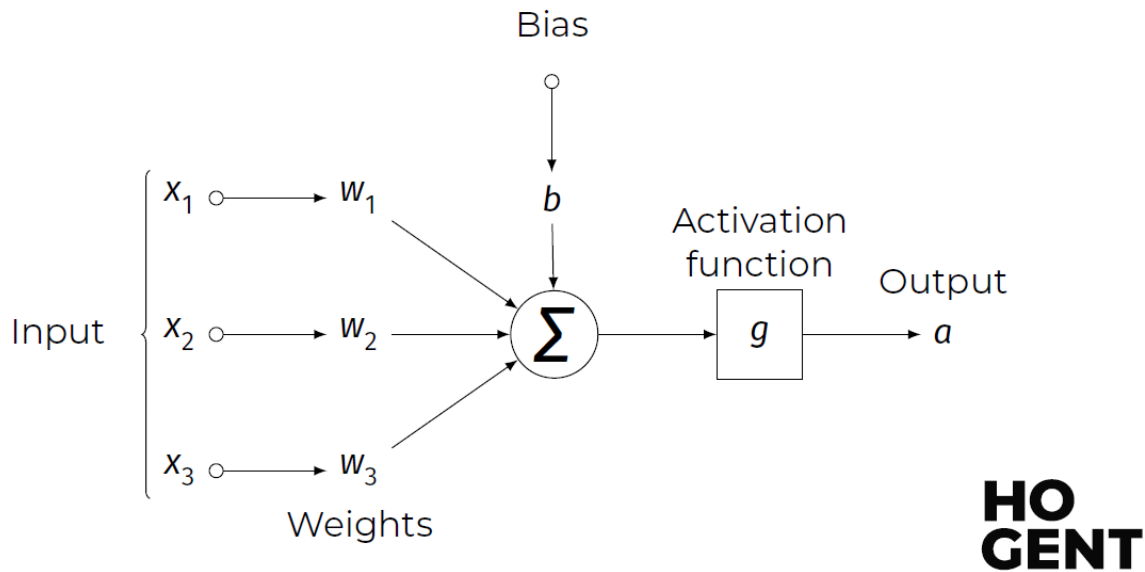 Bias
b
x1 w1
Activation
function
Output
Input
x2 w2 Σ g a
x3 w3
Weights
HO
GENT